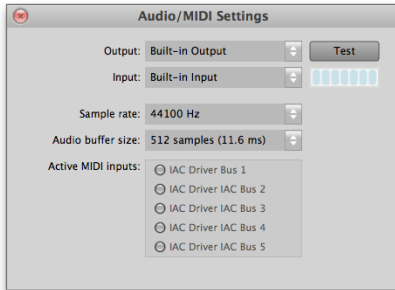 Audio/MIDI Settings
Output: Built-in Output Test
Input: Built-in Input
Sample rate: 44100 Hz
Audio buffer size: 512 samples (11.6 ms)
Active MIDI inputs:
IAC Driver Bus 1
IAC Driver IAC Bus 2
IAC Driver IAC Bus 3
IAC Driver IAC Bus 4
IAC Driver IAC Bus 5